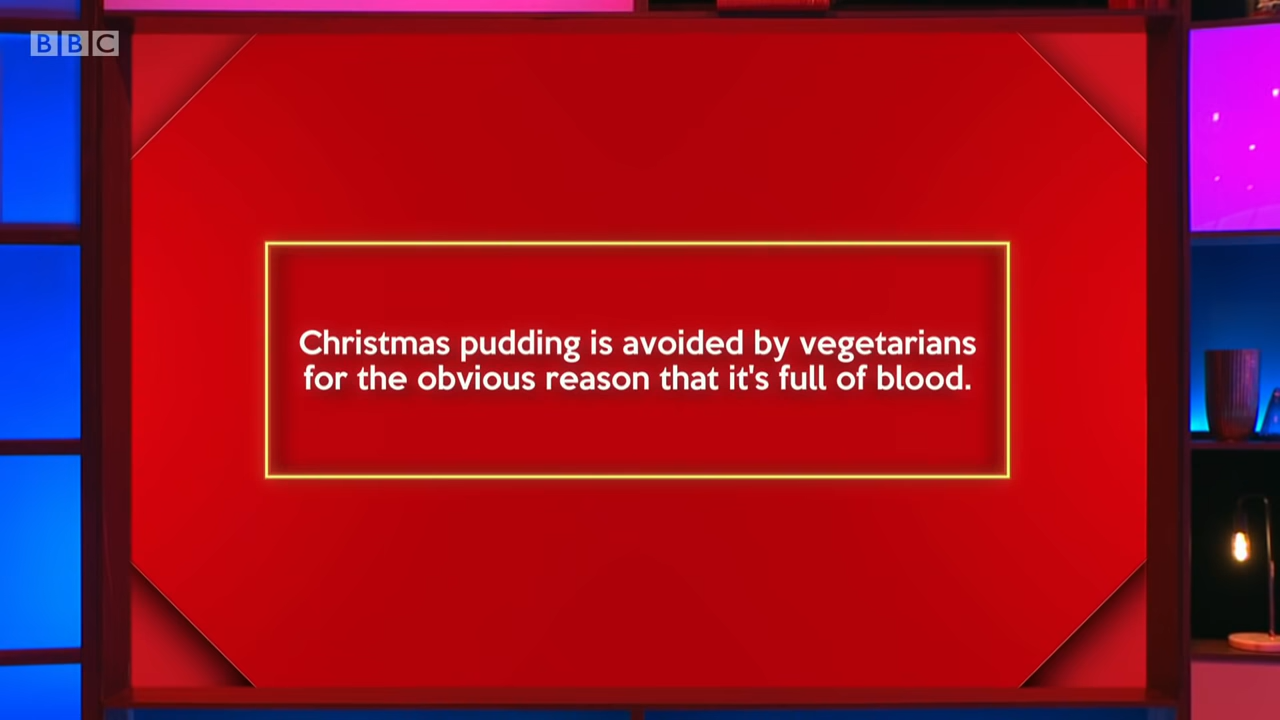 BBC
Christmas pudding is avoided by vegetarians
for the obvious reason that it's full of blood.